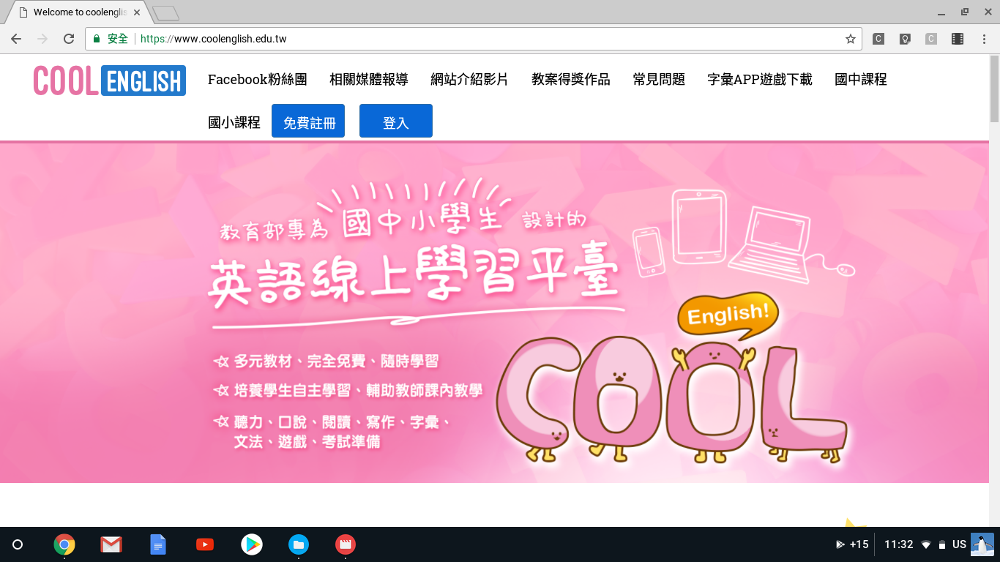 Welcome to coolenglis
安全 https://www.coolenglish.edu.tw
COOL ENGLISH
Facebook粉絲團 相關媒體報導 網站介紹影片 教案得獎作品 常見問題 字彙APP遊戲下載 國中課程
國小課程 免費註冊 登入
教育部專為 國中小學生 設計的
英語線上學習平臺
English!
COOL
多元教材、完全免費、隨時學習
培養學生自主學習、輔助教師課內教學
聽力、口說、閱讀、寫作、字彙、
文法、遊戲、考試準備
+15 11:32 US